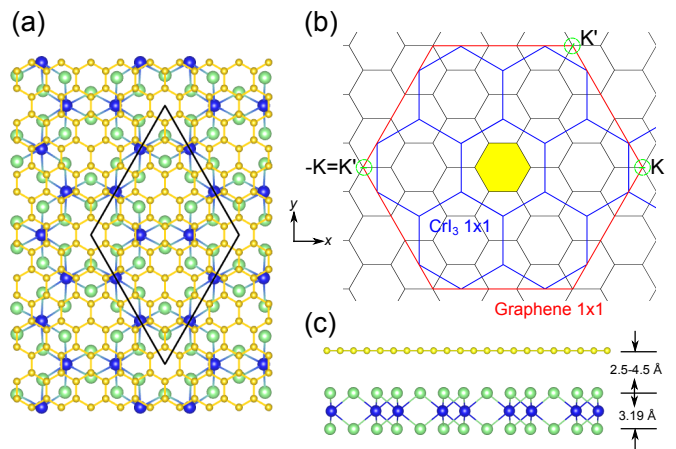 (a)
(b)
K'
-K=K'
K
y
x
CrI₃ 1x1
Graphene 1x1
(c)
2.5-4.5 Å
3.19 Å